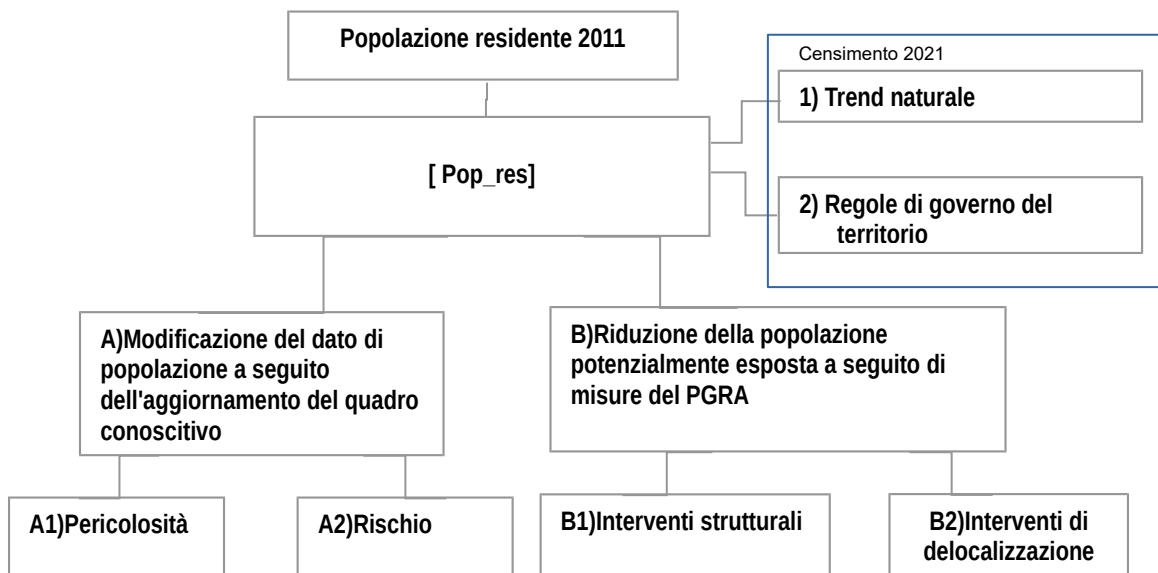 Popolazione residente 2011
Censimento 2021
1) Trend naturale
[ Pop_res]
2) Regole di governo del
territorio
A)Modificazione del dato di
popolazione a seguito
dell'aggiornamento del quadro
conoscitivo
B)Riduzione della popolazione
potenzialmente esposta a seguito di
misure del PGRA
A1)Pericolosità
A2)Rischio
B1)Interventi strutturali
B2)Interventi di
delocalizzazione